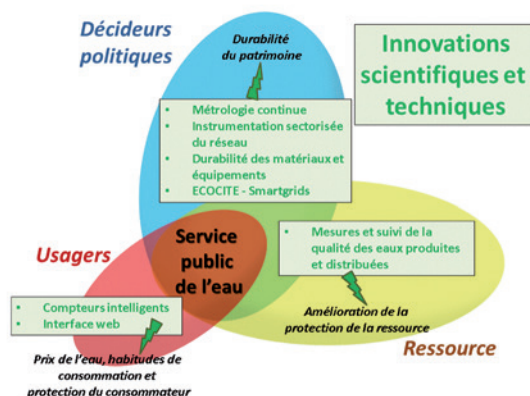 Décideurs
politiques
Durabilité
du patrimoine
Innovations
scientifiques et
techniques
• Métrologie continue
• Instrumentation sectorisée
du réseau
• Durabilité des matériaux et
équipements
• ECOCITE - Smartgrids
Usagers
Service
public
de l’eau
• Mesures et suivi de la
qualité des eaux produites
et distribuées
• Compteurs intelligents
• Interface web
Amélioration de la
protection de la ressource
Ressource
Prix de l’eau, habitudes de
consommation et
protection du consommateur